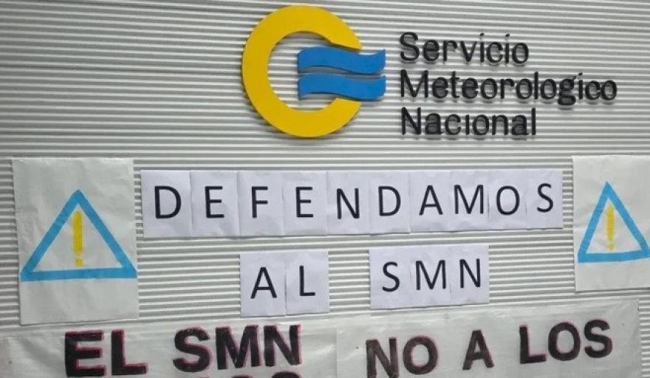 Servicio
Meteorologico
Nacional
DEFENDAMOS
AL SMN
EL SMN
NO A LOS